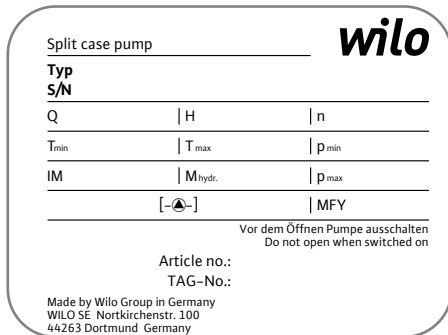 Split case pump
wilo
Typ
S/N
Q | H | n
Tmin | Tmax | pmin
IM | Mhydr. | pmax
[-▲-] | MFY
Vor dem Öffnen Pumpe ausschalten
Do not open when switched on
Article no.:
TAG-No.:
Made by Wilo Group in Germany
WILO SE Nortkirchenstr. 100
44263 Dortmund Germany